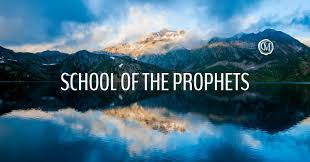 SCHOOL OF THE PROPHETS